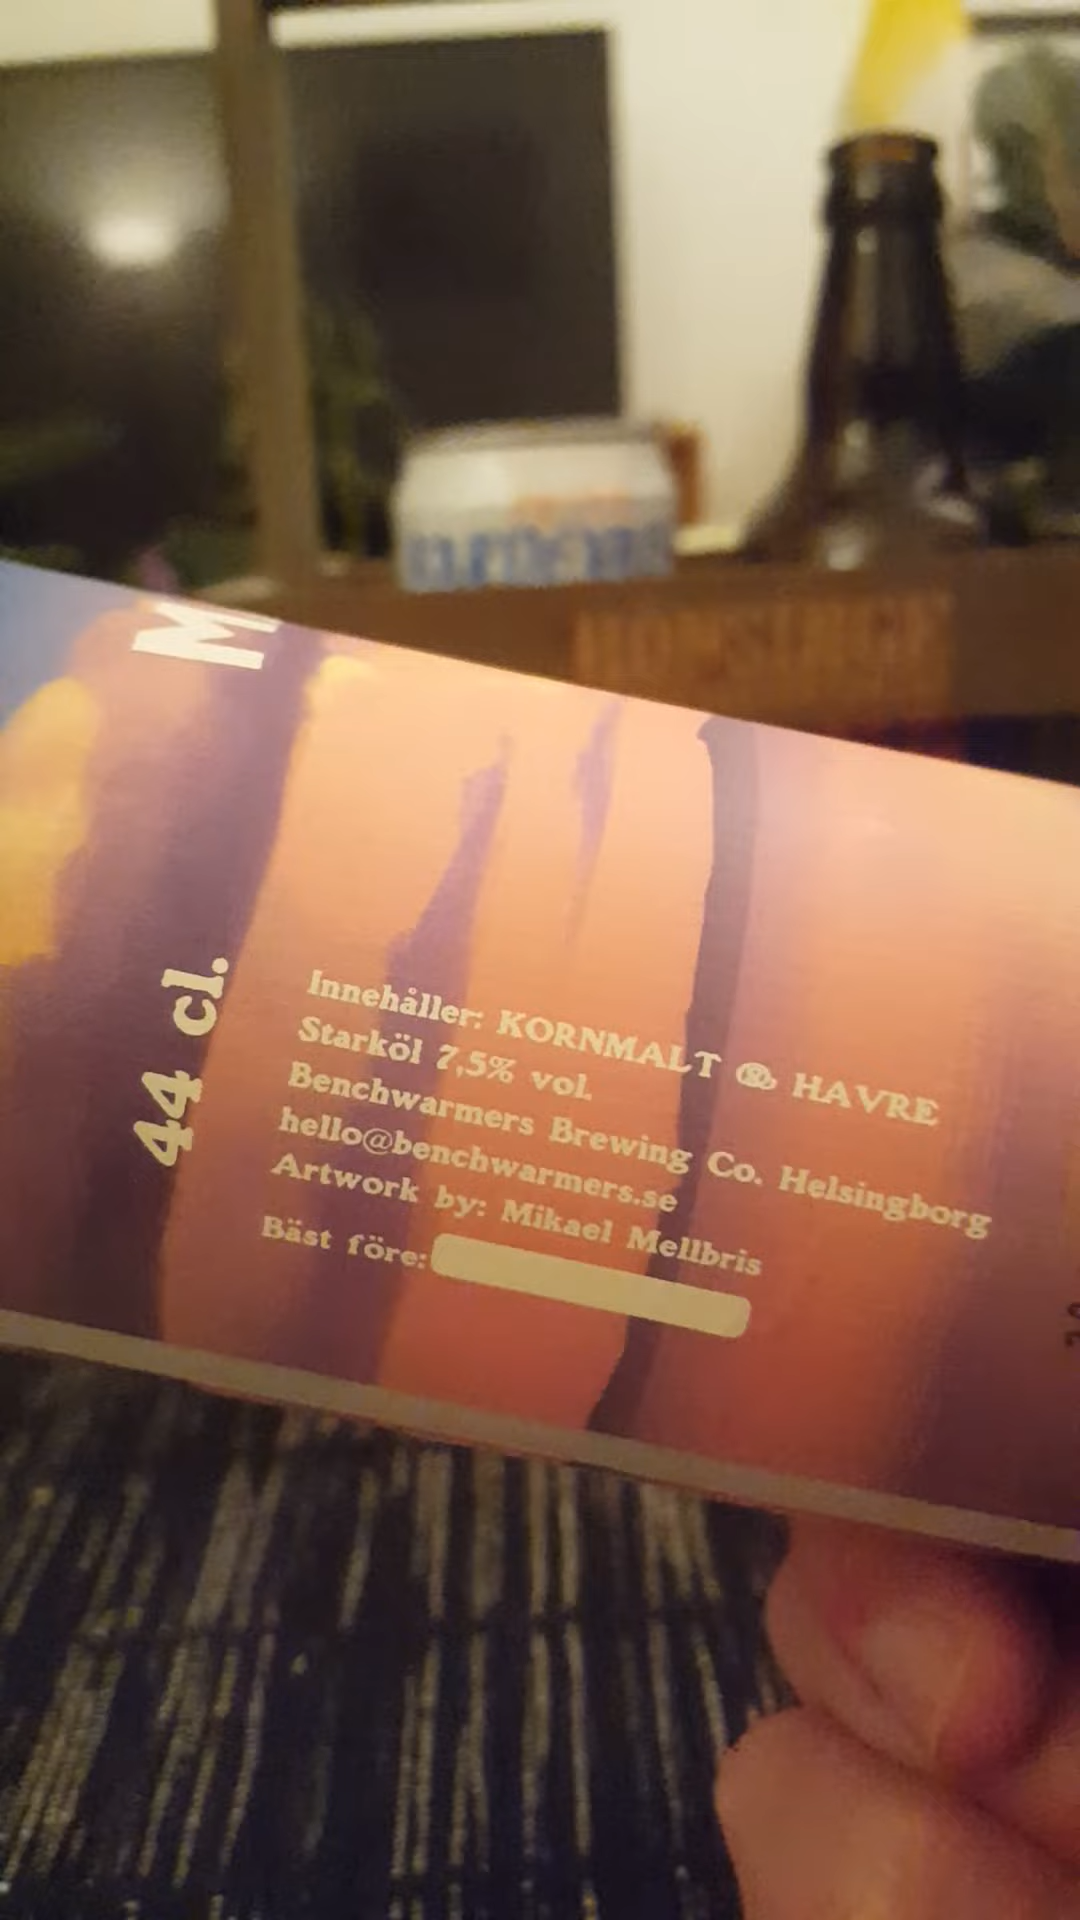 M
44 cl.
Innehåller: KORNMALT & HAVRE
Starköl 7,5% vol.
Benchwarmers Brewing Co. Helsingborg
hello@benchwarmers.se
Artwork by: Mikael Mellbris
Bäst före: